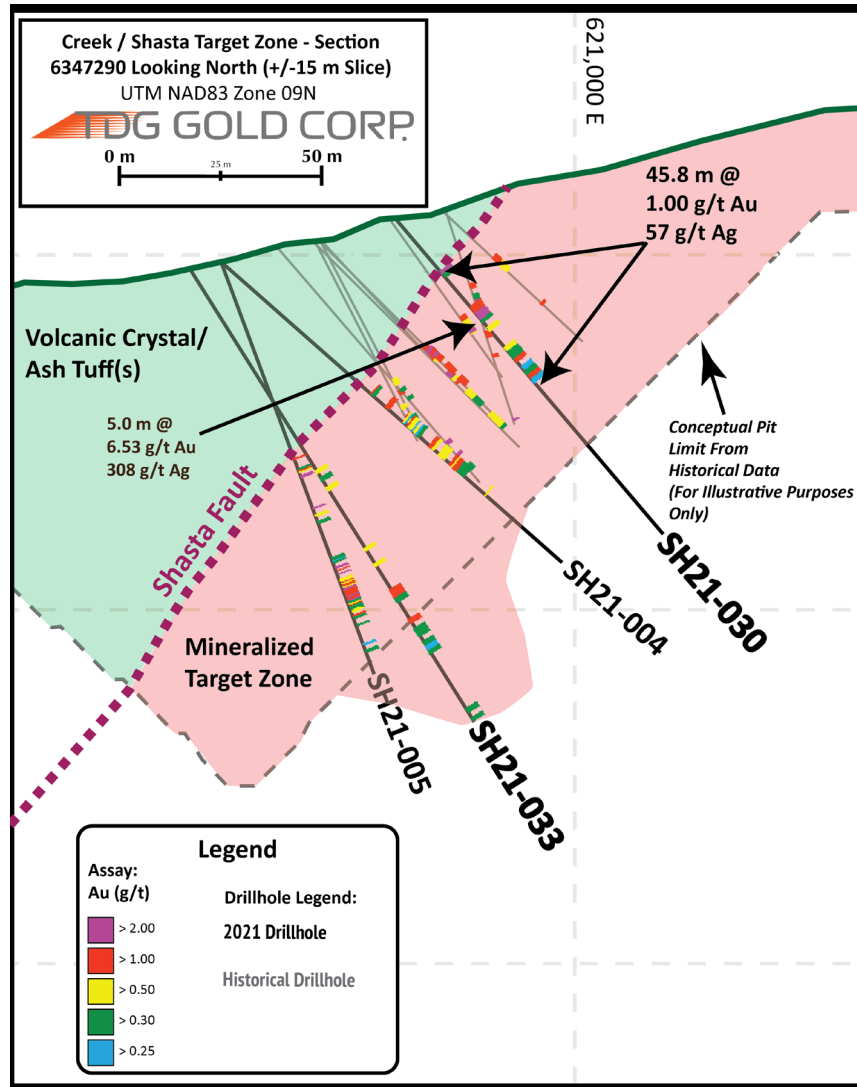 Creek / Shasta Target Zone - Section
6347290 Looking North (+/-15 m Slice)
UTM NAD83 Zone 09N
TDG GOLD CORP.
0 m
25 m
50 m
621,000 E
45.8 m @
1.00 g/t Au
57 g/t Ag
Volcanic Crystal/
Ash Tuff(s)
5.0 m @
6.53 g/t Au
308 g/t Ag
Conceptual Pit
Limit From
Historical Data
(For Illustrative Purposes
Only)
Shasta Fault
Mineralized
Target Zone
SH21-005
SH21-033
SH21-004
SH21-030
Legend
Assay:
Au (g/t)
> 2.00
> 1.00
> 0.50
> 0.30
> 0.25
Drillhole Legend:
2021 Drillhole
Historical Drillhole